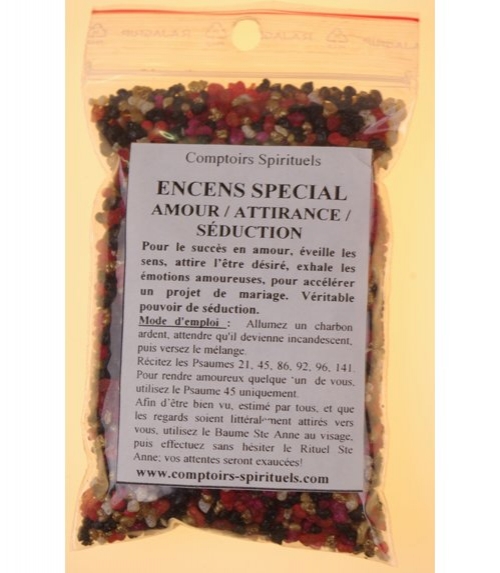 Comptoirs Spirituels
ENCENS SPECIAL
AMOUR / ATTIRANCE /
SÉDUCTION
Pour le succès en amour, éveille les
sens, attire l'être désiré, exhale les
émotions amoureuses, pour accélérer
un projet de mariage. Véritable
pouvoir de séduction.
Mode d'emploi : Allumez un charbon
ardent, attendre qu'il devienne incandescent,
puis versez le mélange.
Récitez les Psaumes 21, 45, 86, 92, 96, 141.
Pour rendre amoureux quelque 'un de vous,
utilisez le Psaume 45 uniquement.
Afin d'être bien vu, estimé par tous, et que
les regards soient littéralement attirés vers
vous, utilisez le Baume Ste Anne au visage,
puis effectuez sans hésiter le Rituel Ste
Anne; vos attentes seront exaucées!
www.comptoirs-spirituels.com